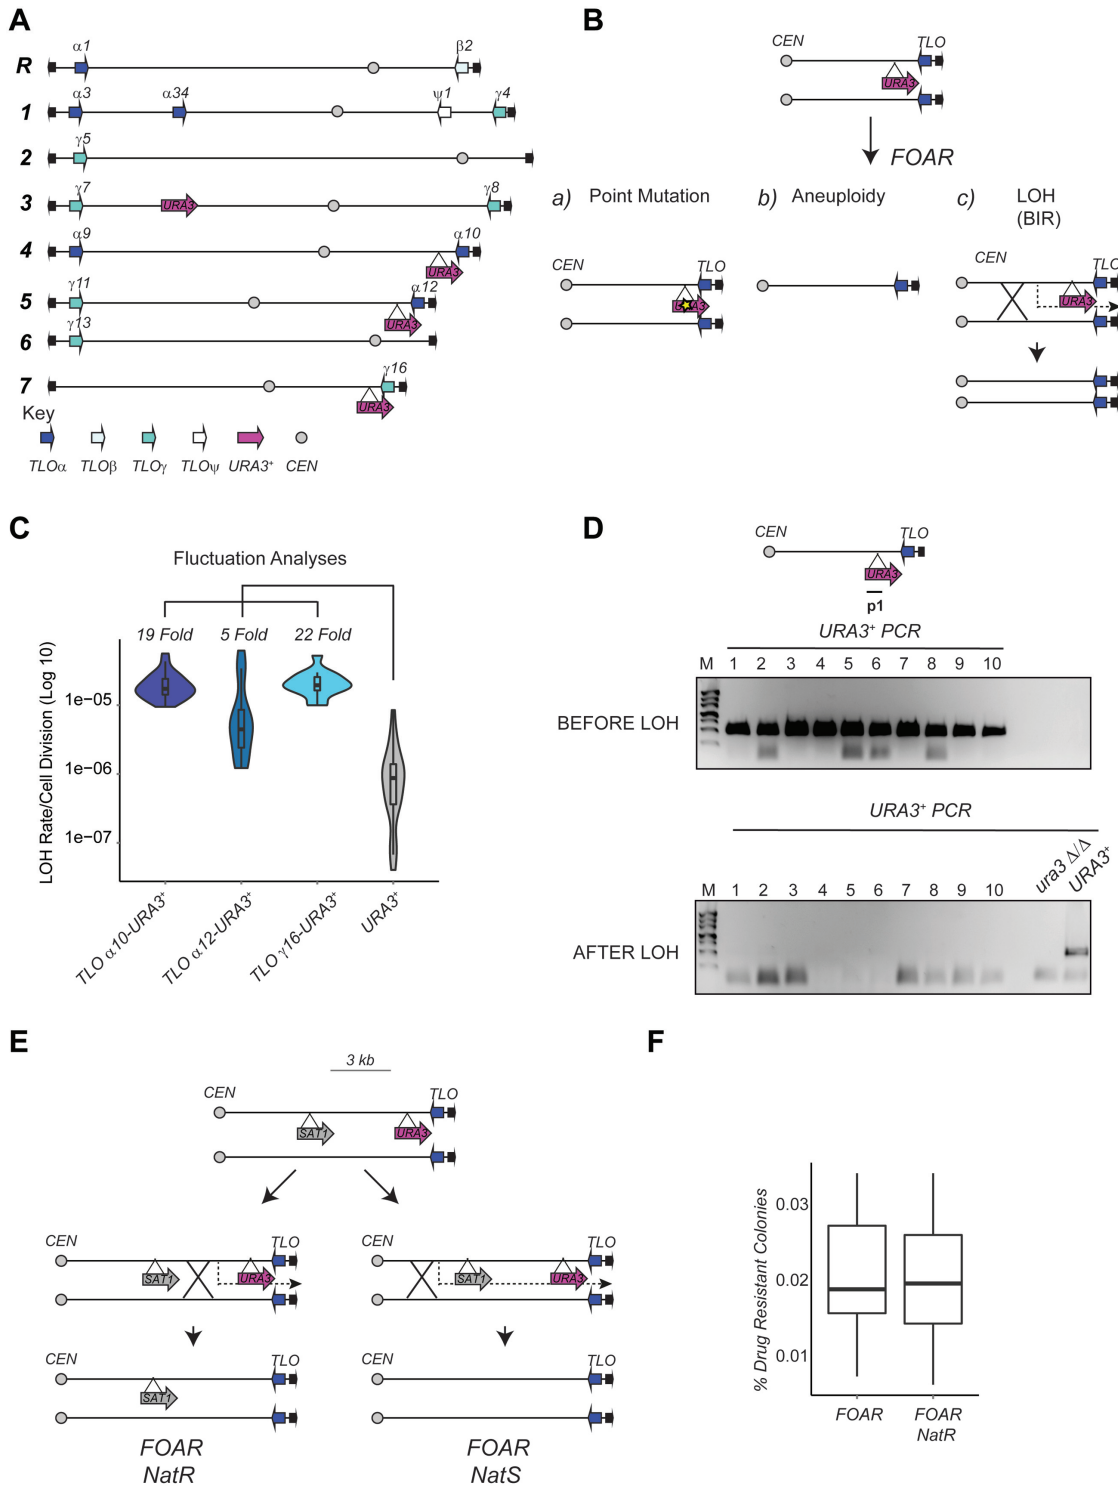 A
R
α1
β2
1
α3
α34
ψ1
γ4
2
γ5
3
γ7
URA3
γ8
4
α9
α10
URA3
5
γ11
α12
URA3
6
γ13
7
γ16
URA3
Key
TLOα TLOβ TLOγ TLOψ URA3+ CEN
B
CEN
TLO
URA3
FOAR
a) Point Mutation
CEN
TLO
URA3
b) Aneuploidy
c) LOH
(BIR)
CEN
TLO
URA3
C
Fluctuation Analyses
19 Fold 5 Fold 22 Fold
LOH Rate/Cell Division (Log 10)
1e−05
1e−06
1e−07
TLO α10-URA3+
TLO α12-URA3+
TLO γ16-URA3+
URA3+
D
CEN
TLO
URA3
p1
URA3+ PCR
M 1 2 3 4 5 6 7 8 9 10
BEFORE LOH
URA3+ PCR
M 1 2 3 4 5 6 7 8 9 10
ura3 Δ/Δ
URA3+
AFTER LOH
E
3 kb
CEN
TLO
SAT1
URA3
CEN
TLO
SAT1
URA3
CEN
TLO
SAT1
FOAR
NatR
CEN
TLO
SAT1
URA3
CEN
TLO
FOAR
NatS
F
% Drug Resistant Colonies
0.03
0.02
0.01
FOAR
FOAR
NatR